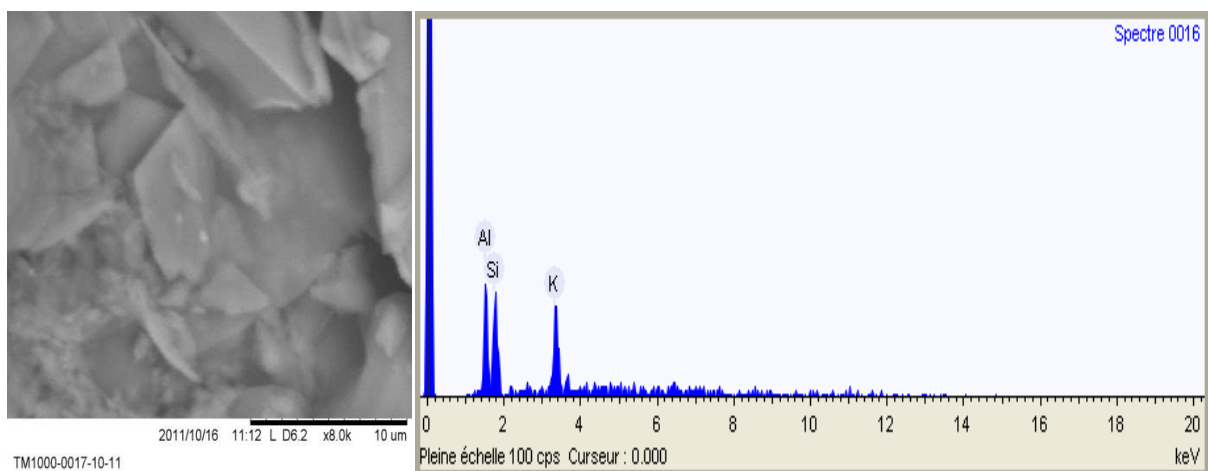 Spectre 0016
Al
Si
K
0 2 4 6 8 10 12 14 16 18 20
Pleine échelle 100 cps Curseur : 0.000 keV
2011/10/16 11:12 L D6.2 x8.0k 10 um
TM1000-0017-10-11